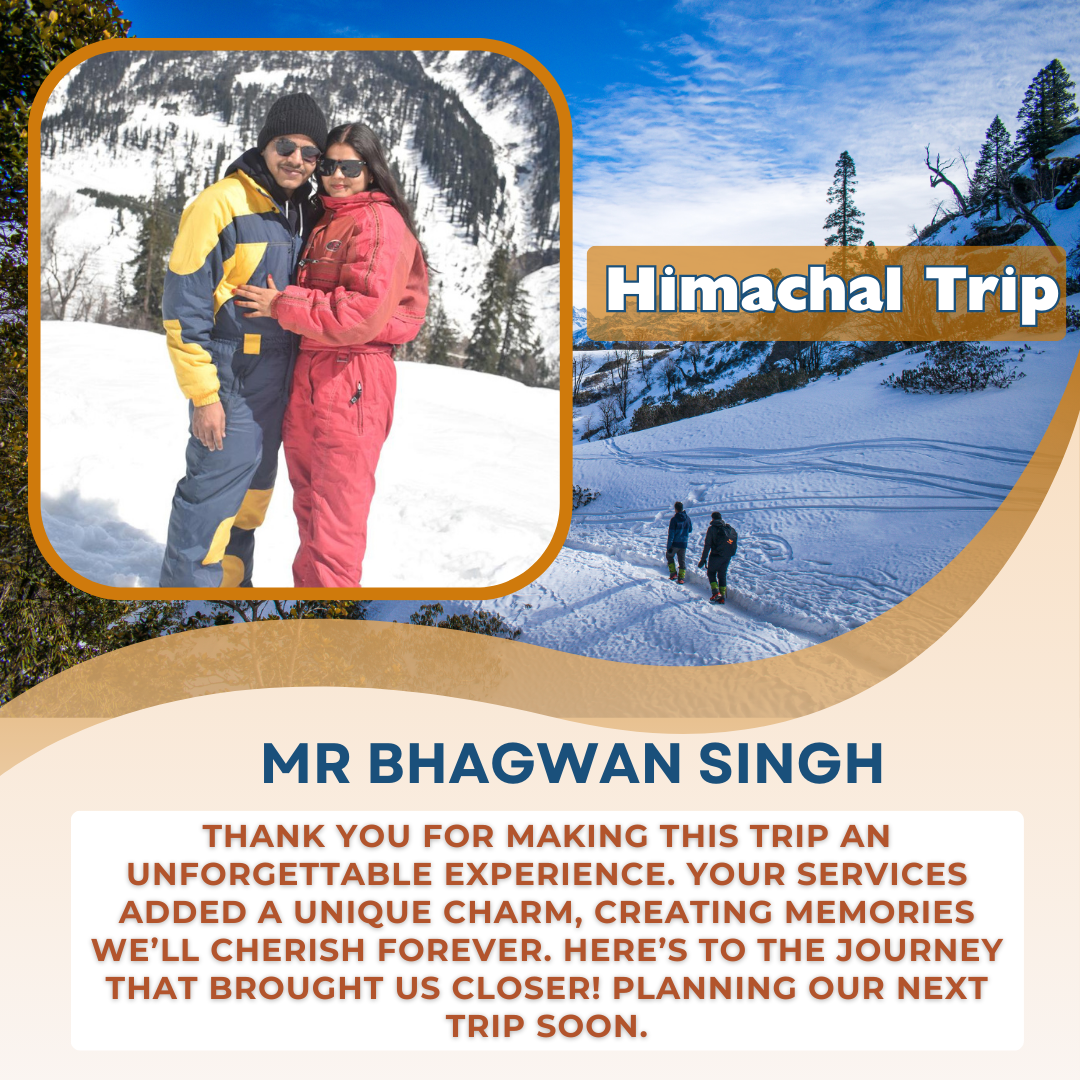 Himachal Trip
MR BHAGWAN SINGH
THANK YOU FOR MAKING THIS TRIP AN
UNFORGETTABLE EXPERIENCE. YOUR SERVICES
ADDED A UNIQUE CHARM, CREATING MEMORIES
WE’LL CHERISH FOREVER. HERE’S TO THE JOURNEY
THAT BROUGHT US CLOSER! PLANNING OUR NEXT
TRIP SOON.